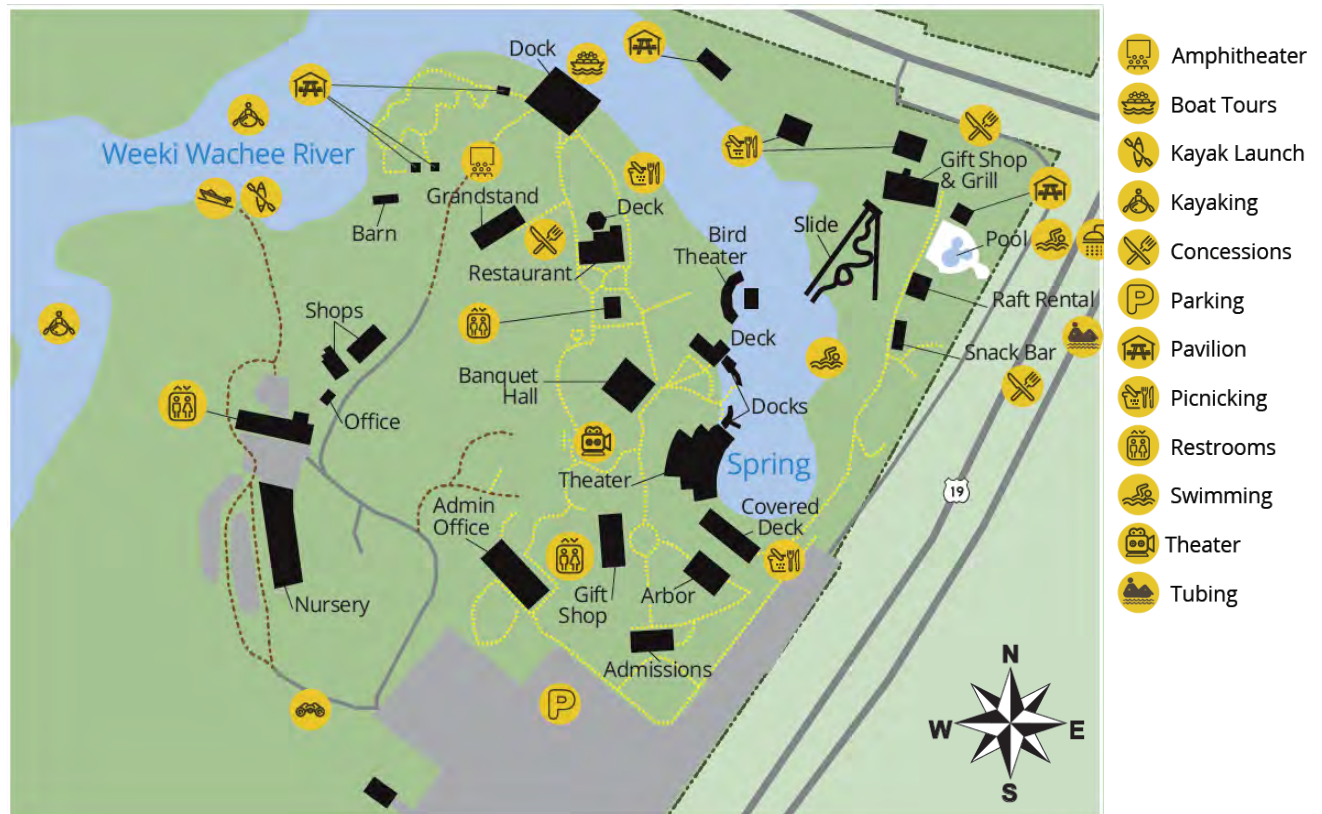 Dock
Weeki Wachee River
Grandstand
Barn
Deck
Restaurant
Bird
Theater
Slide
Gift Shop
& Grill
Pool
Raft Rental
Snack Bar
Shops
Office
Banquet
Hall
Deck
Docks
Theater
Spring
Covered
Deck
Admin
Office
Nursery
Gift
Shop
Arbor
Admissions
19
P
N
W
E
S
Amphitheater
Boat Tours
Kayak Launch
Kayaking
Concessions
P
Parking
Pavilion
Picnicking
Restrooms
Swimming
Theater
Tubing